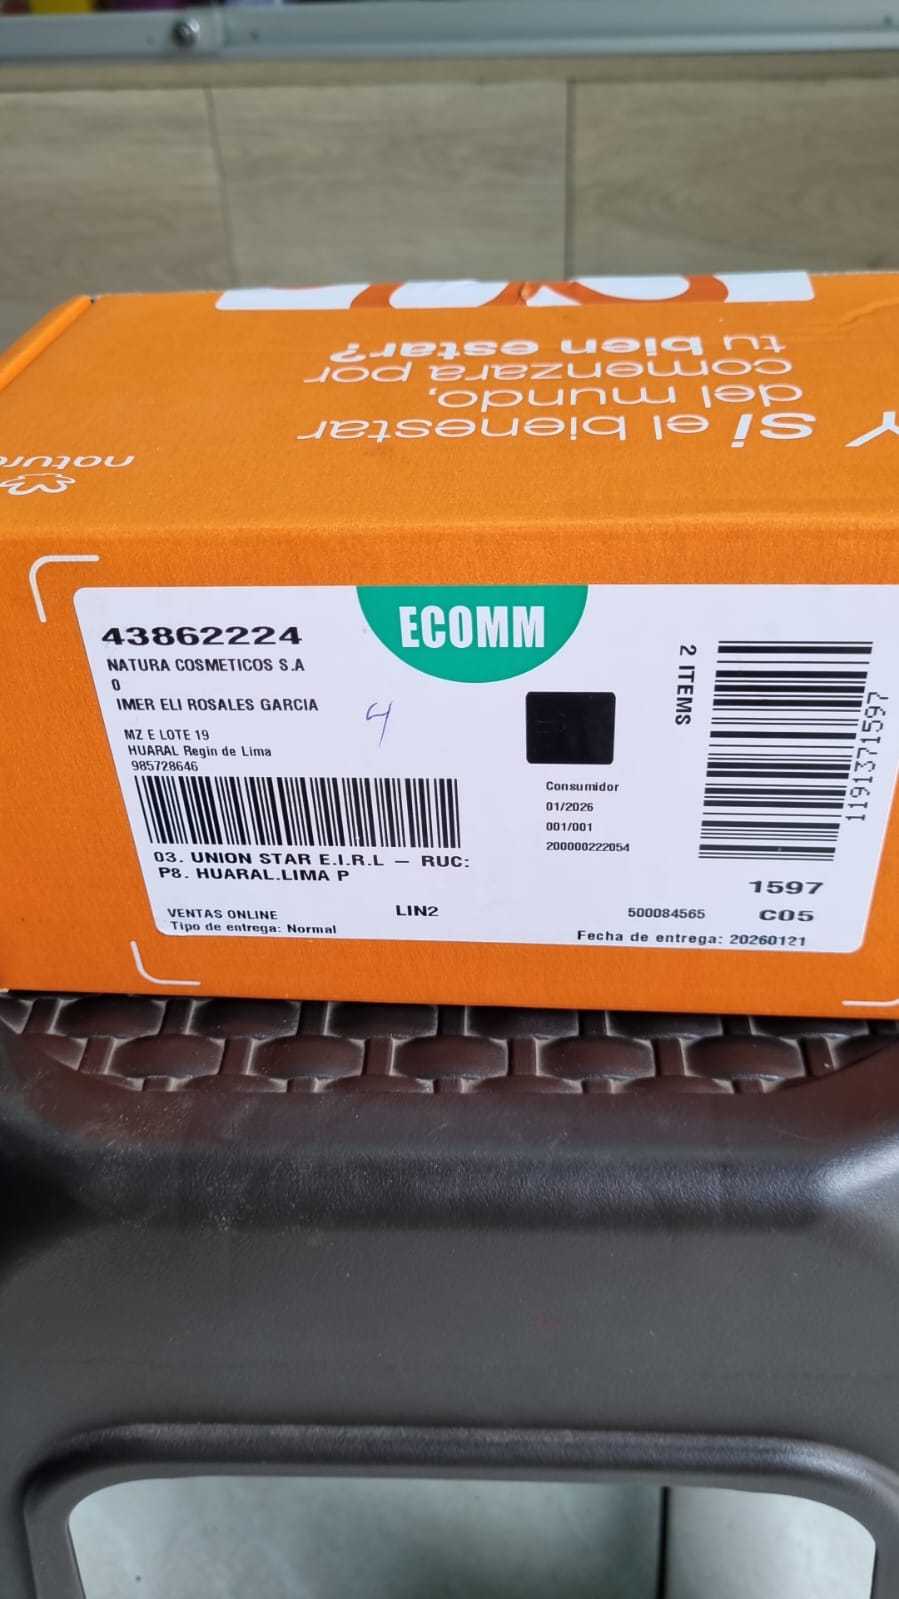 Y sí el bienestar
del mundo,
comenzara por
tu bien estar?
natura
43862224
ECOMM
NATURA COSMETICOS S.A
0
IMER ELI ROSALES GARCIA
4
MZ E LOTE 19
HUARAL Regin de Lima
985728646
2 ITEMS
1191371597
Consumidor
01/2026
001/001
200000222054
03. UNION STAR E.I.R.L – RUC:
P8. HUARAL.LIMA P
1597
VENTAS ONLINE
LIN2
500084565
C05
Tipo de entrega: Normal
Fecha de entrega: 20260121